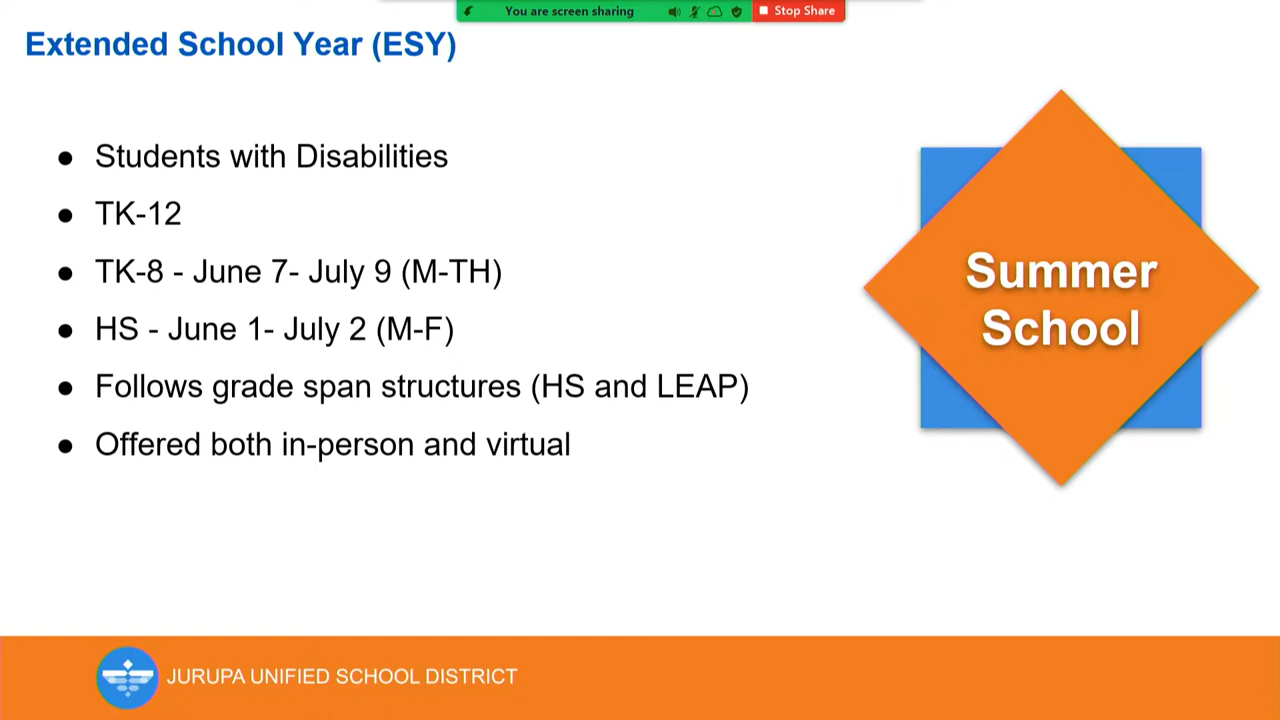 You are screen sharing
Stop Share
Extended School Year (ESY)
● Students with Disabilities
● TK-12
● TK-8 - June 7- July 9 (M-TH)
● HS - June 1- July 2 (M-F)
● Follows grade span structures (HS and LEAP)
● Offered both in-person and virtual
Summer
School
JURUPA UNIFIED SCHOOL DISTRICT